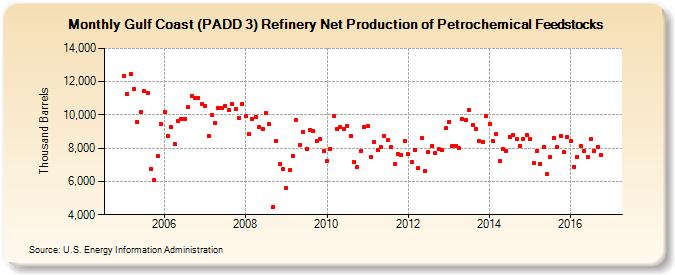 Monthly Gulf Coast (PADD 3) Refinery Net Production of Petrochemical Feedstocks
Thousand Barrels
14,000
12,000
10,000
8,000
6,000
4,000
2006 2008 2010 2012 2014 2016
Source: U.S. Energy Information Administration